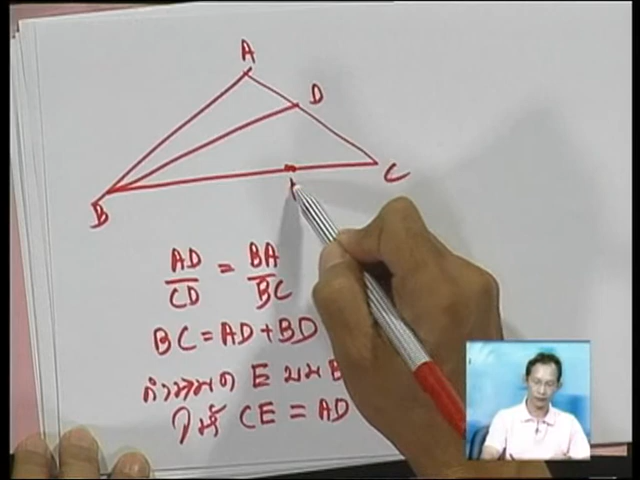 A
D
C
B
AD/CD = BA/BC
BC = AD + BD
กำหนด E บน B
ให้ CE = AD